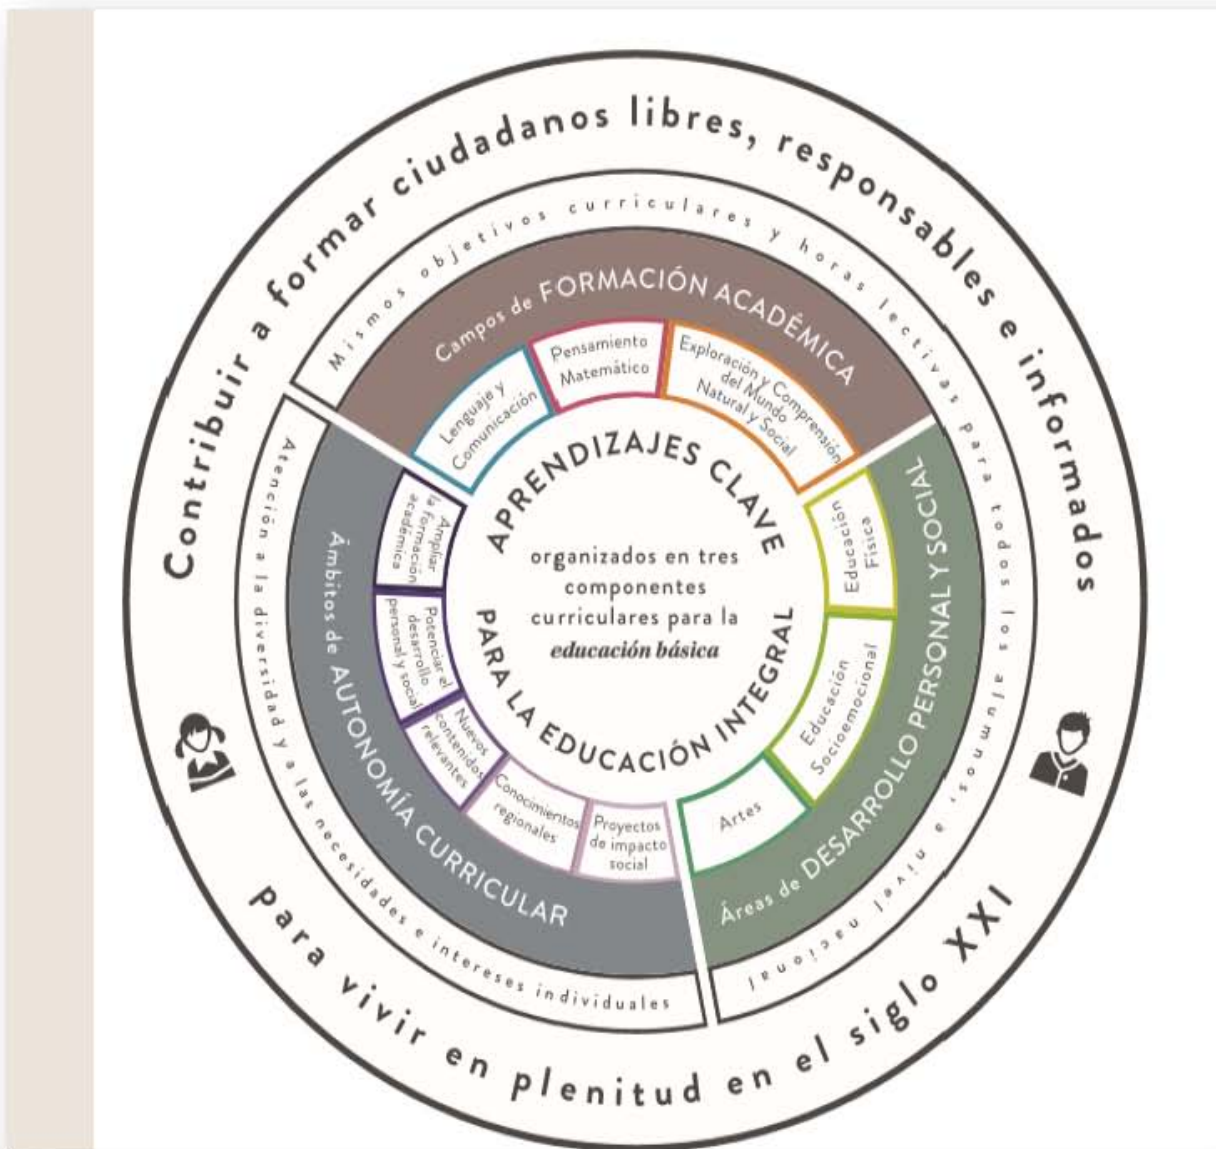 Contribuir a formar ciudadanos libres, responsables e informados
para vivir en plenitud en el siglo XXI
Mismos objetivos curriculares y horas lectivas para todos los alumnos, a nivel nacional
Atención a la diversidad y a las necesidades e intereses individuales
Campos de FORMACIÓN ACADÉMICA
Lenguaje y
Comunicación
Pensamiento
Matemático
Exploración y Comprensión
del Mundo
Natural y Social
Áreas de DESARROLLO PERSONAL Y SOCIAL
Educación
Física
Educación
Socioemocional
Artes
Ámbitos de AUTONOMÍA CURRICULAR
Ampliar
la formación
académica
Potenciar el
desarrollo
personal y social
Nuevos
contenidos
relevantes
Conocimientos
regionales
Proyectos
de impacto
social
APRENDIZAJES CLAVE
organizados en tres
componentes
curriculares para la
educación básica
PARA LA EDUCACIÓN INTEGRAL